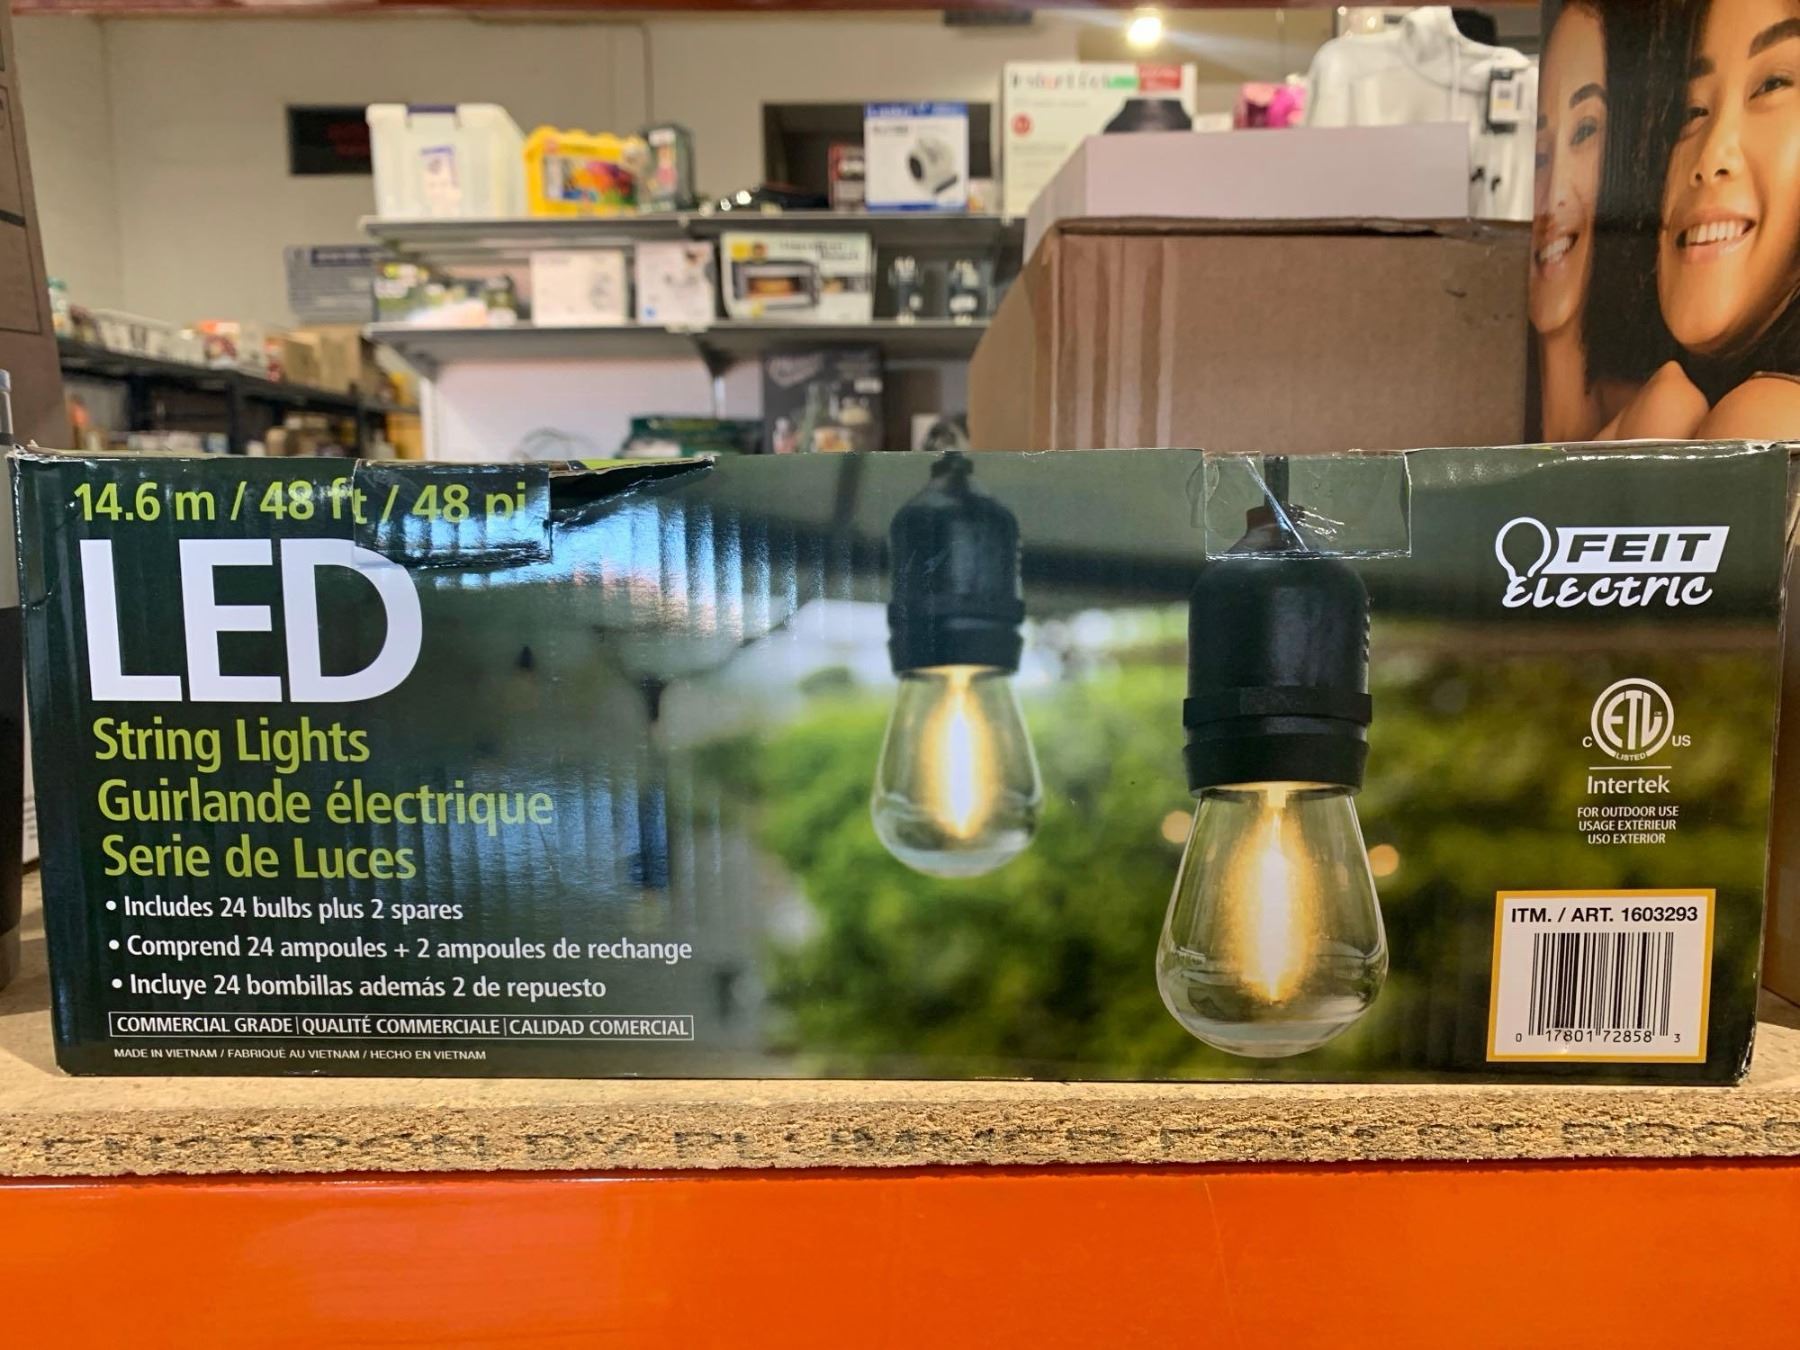 14.6 m / 48 ft / 48 pi
LED
String Lights
Guirlande électrique
Serie de Luces
• Includes 24 bulbs plus 2 spares
• Comprend 24 ampoules + 2 ampoules de rechange
• Incluye 24 bombillas además 2 de repuesto
COMMERCIAL GRADE | QUALITÉ COMMERCIALE | CALIDAD COMERCIAL
MADE IN VIETNAM / FABRIQUÉ AU VIETNAM / HECHO EN VIETNAM
FEIT
ELECTRIC
ETL
C US
LISTED
Intertek
FOR OUTDOOR USE
USAGE EXTÉRIEUR
USO EXTERIOR
ITM. / ART. 1603293
0 17801 72858 3